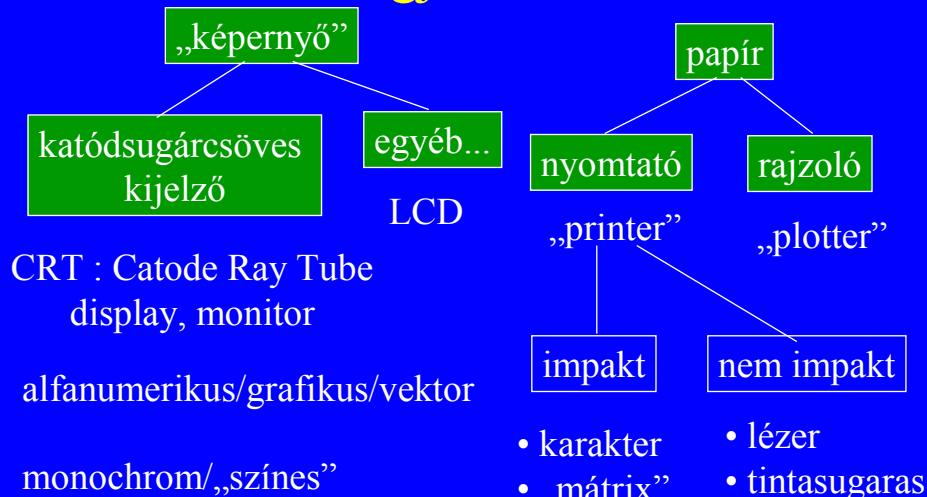 „képernyő”
katódsugárcsöves
kijelző
egyéb...
LCD
CRT : Catode Ray Tube
display, monitor
alfanumerikus/grafikus/vektor
monochrom/„színes”
papír
nyomtató
rajzoló
„printer”
„plotter”
impakt
nem impakt
• karakter
• „mátrix”
• lézer
• tintasugaras